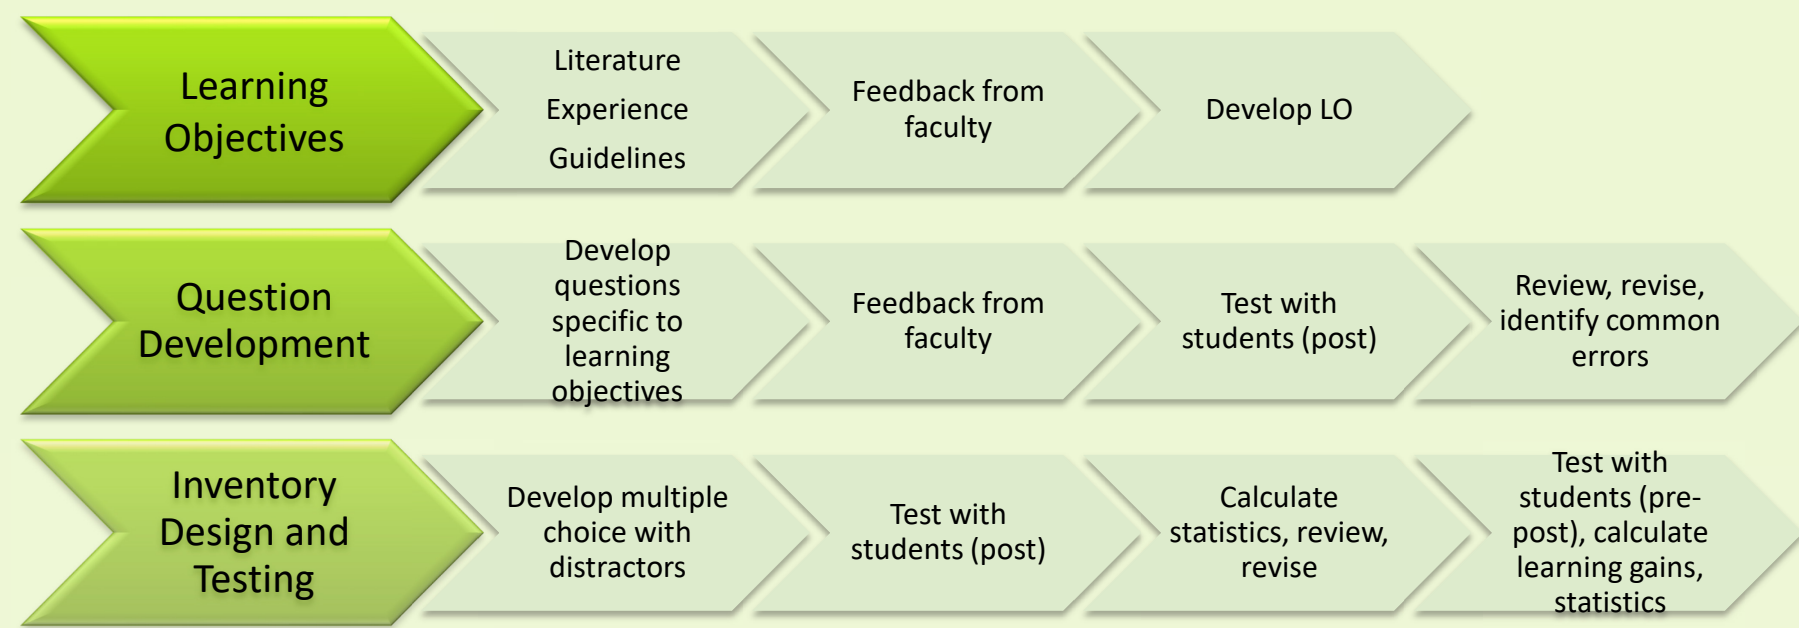 Learning
Objectives
Literature
Experience
Guidelines
Feedback from
faculty
Develop LO
Question
Development
Develop
questions
specific to
learning
objectives
Feedback from
faculty
Test with
students (post)
Review, revise,
identify common
errors
Inventory
Design and
Testing
Develop multiple
choice with
distractors
Test with
students (post)
Calculate
statistics, review,
revise
Test with
students (pre-
post), calculate
learning gains,
statistics